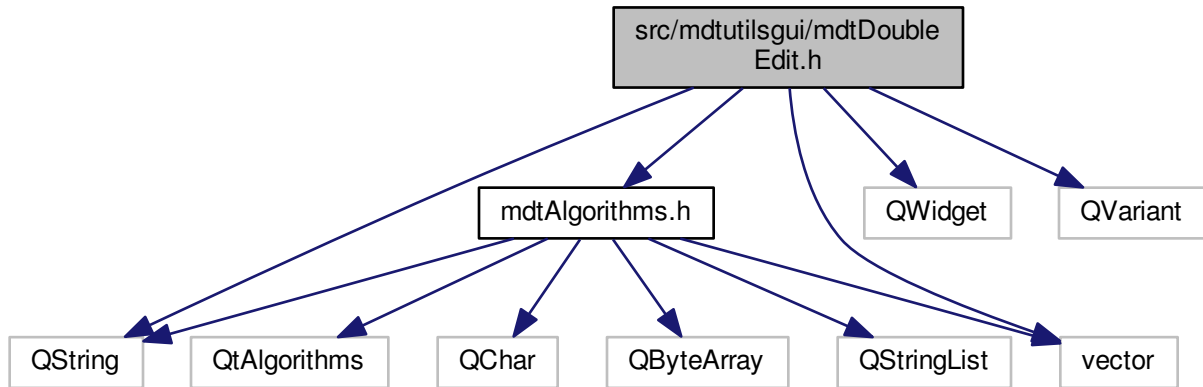 src/mdtutilsgui/mdtDouble
Edit.h
mdtAlgorithms.h
QWidget
QVariant
QString
QtAlgorithms
QChar
QByteArray
QStringList
vector